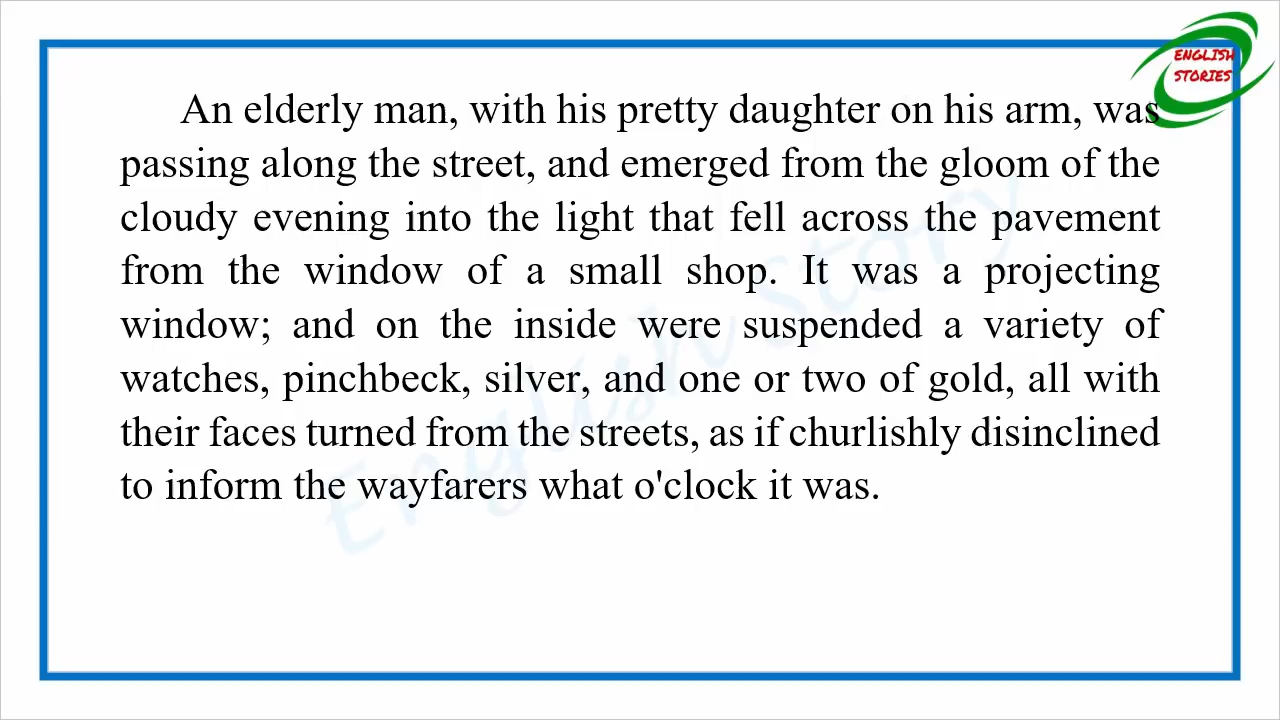 ENGLISH
STORIES
An elderly man, with his pretty daughter on his arm, was
passing along the street, and emerged from the gloom of the
cloudy evening into the light that fell across the pavement
from the window of a small shop. It was a projecting
window; and on the inside were suspended a variety of
watches, pinchbeck, silver, and one or two of gold, all with
their faces turned from the streets, as if churlishly disinclined
to inform the wayfarers what o'clock it was.
English Story